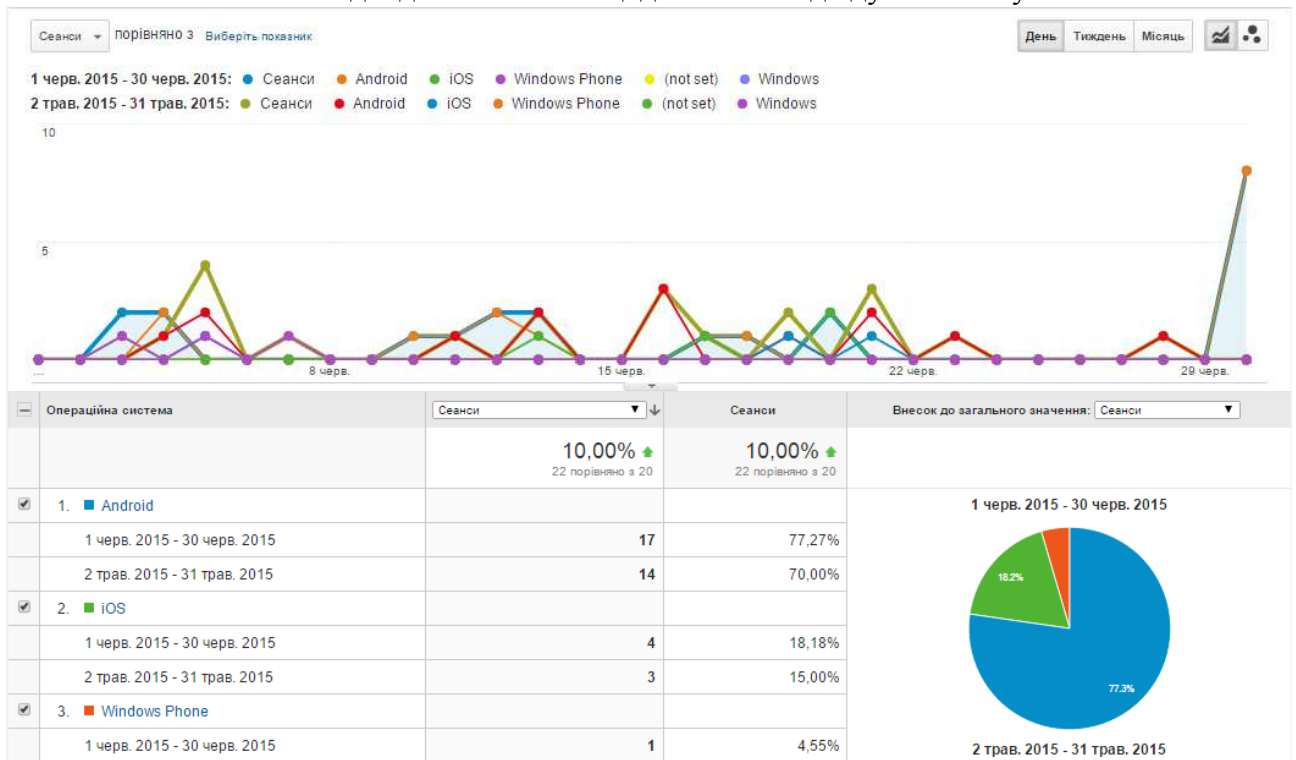 Сеанси порівняно з Виберіть показник День Тиждень Місяць
1 черв. 2015 - 30 черв. 2015: Сеанси Android iOS Windows Phone (not set) Windows
2 трав. 2015 - 31 трав. 2015: Сеанси Android iOS Windows Phone (not set) Windows
10
5
... 8 черв. 15 черв. 22 черв. 29 черв.
Операційна система Сеанси Сеанси Внесок до загального значення: Сеанси
10,00% 10,00%
22 порівняно з 20 22 порівняно з 20
1. Android 1 черв. 2015 - 30 черв. 2015
1 черв. 2015 - 30 черв. 2015 17 77,27%
2 трав. 2015 - 31 трав. 2015 14 70,00%
18.2%
2. iOS
1 черв. 2015 - 30 черв. 2015 4 18,18%
2 трав. 2015 - 31 трав. 2015 3 15,00%
77.3%
3. Windows Phone
1 черв. 2015 - 30 черв. 2015 1 4,55%
2 трав. 2015 - 31 трав. 2015